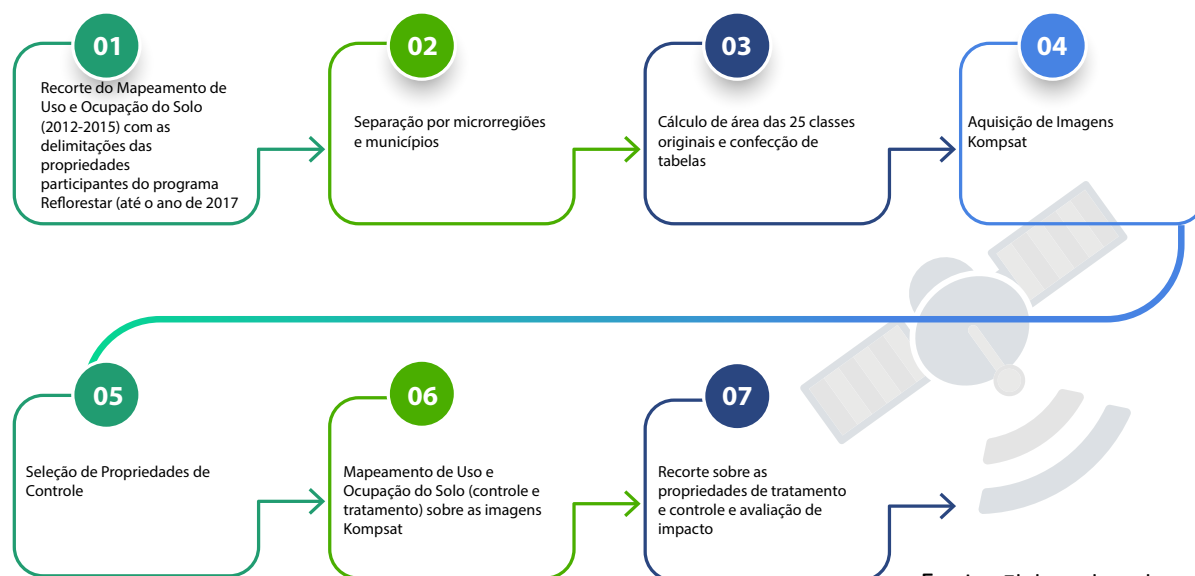 01
Recorte do Mapeamento de
Uso e Ocupação do Solo
(2012-2015) com as
delimitações das
propriedades
participantes do programa
Reflorestar (até o ano de 2017
02
Separação por microrregiões
e municípios
03
Cálculo de área das 25 classes
originais e confecção de
tabelas
04
Aquisição de Imagens
Kompsat
05
Seleção de Propriedades de
Controle
06
Mapeamento de Uso e
Ocupação do Solo (controle e
tratamento) sobre as imagens
Kompsat
07
Recorte sobre as
propriedades de tratamento
e controle e avaliação de
impacto